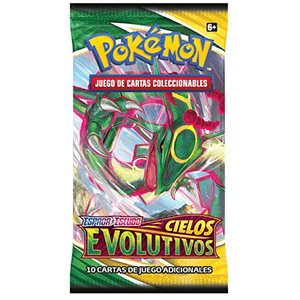 6+
POKÉMON
JUEGO DE CARTAS COLECCIONABLES
ESPADA Y ESCUDO
CIELOS
EVOLUTIVOS
10 CARTAS DE JUEGO ADICIONALES